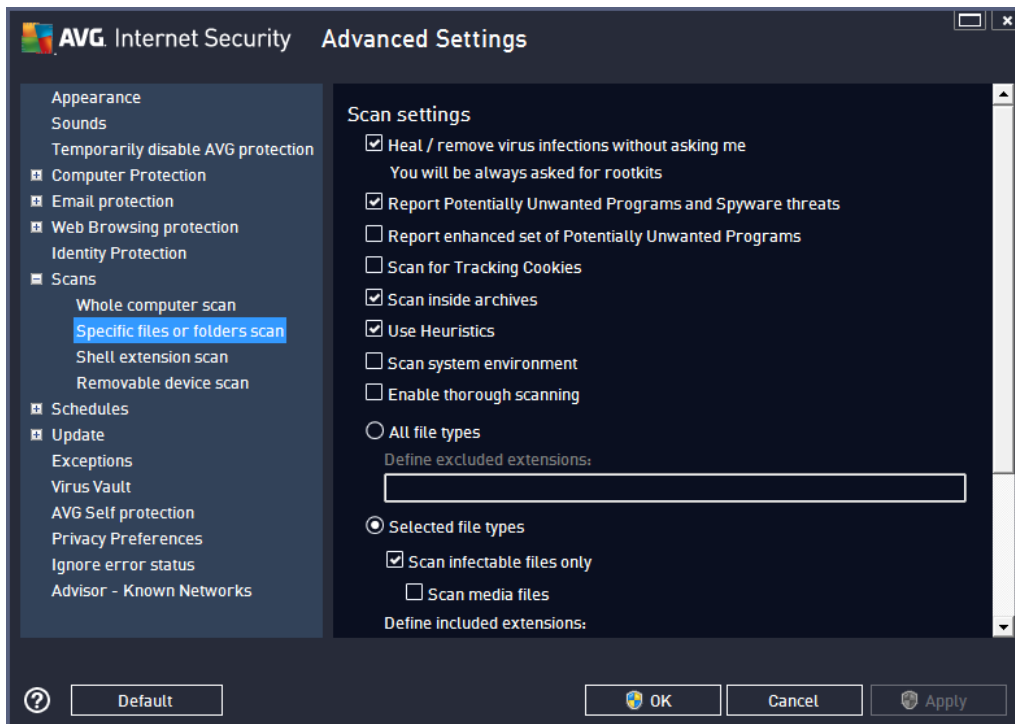 AVG. Internet Security Advanced Settings
Appearance
Sounds
Temporarily disable AVG protection
Computer Protection
Email protection
Web Browsing protection
Identity Protection
Scans
Whole computer scan
Specific files or folders scan
Shell extension scan
Removable device scan
Schedules
Update
Exceptions
Virus Vault
AVG Self protection
Privacy Preferences
Ignore error status
Advisor - Known Networks
Scan settings
Heal / remove virus infections without asking me
You will be always asked for rootkits
Report Potentially Unwanted Programs and Spyware threats
Report enhanced set of Potentially Unwanted Programs
Scan for Tracking Cookies
Scan inside archives
Use Heuristics
Scan system environment
Enable thorough scanning
All file types
Define excluded extensions:
Selected file types
Scan infectable files only
Scan media files
Define included extensions:
? Default OK Cancel Apply